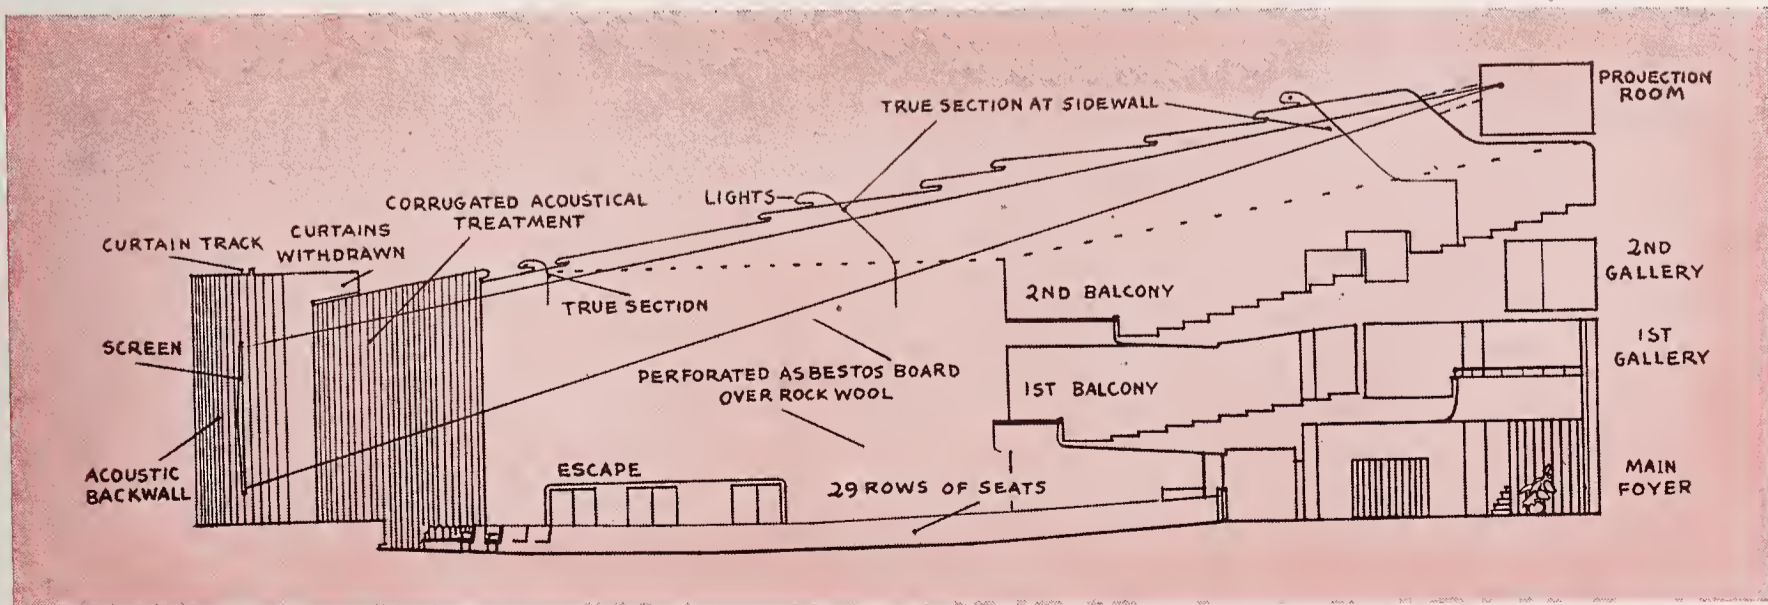 PROJECTION
ROOM
TRUE SECTION AT SIDEWALL
LIGHTS
CORRUGATED ACOUSTICAL
TREATMENT
CURTAINS
WITHDRAWN
CURTAIN TRACK
2ND
GALLERY
TRUE SECTION
2ND BALCONY
SCREEN
1ST
GALLERY
PERFORATED ASBESTOS BOARD
OVER ROCK WOOL
1ST BALCONY
ACOUSTIC
BACKWALL
ESCAPE
29 ROWS OF SEATS
MAIN
FOYER